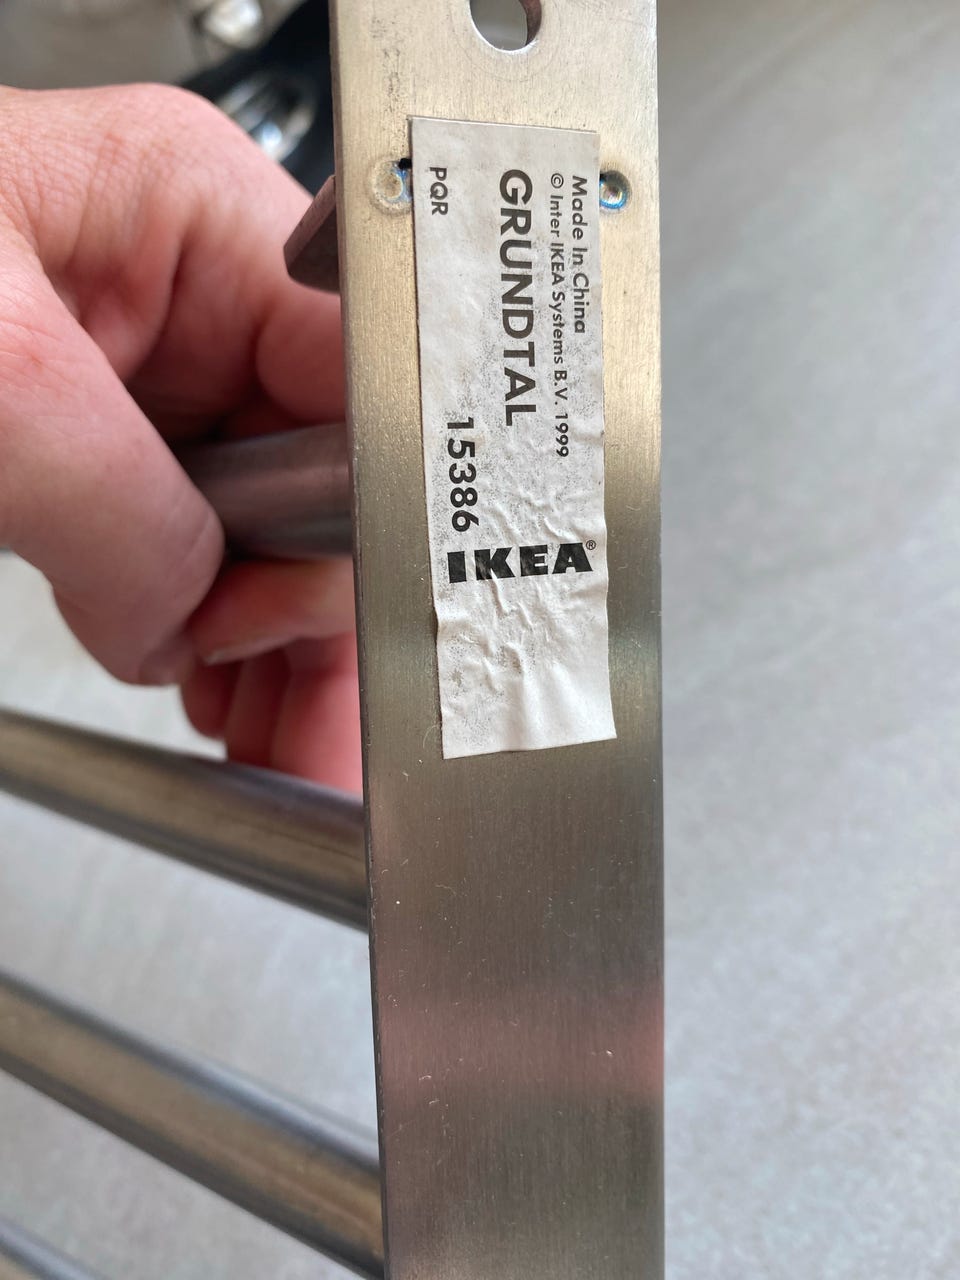 Made In China
© Inter IKEA Systems B.V. 1999
GRUNDTAL
15386
PQR
IKEA®